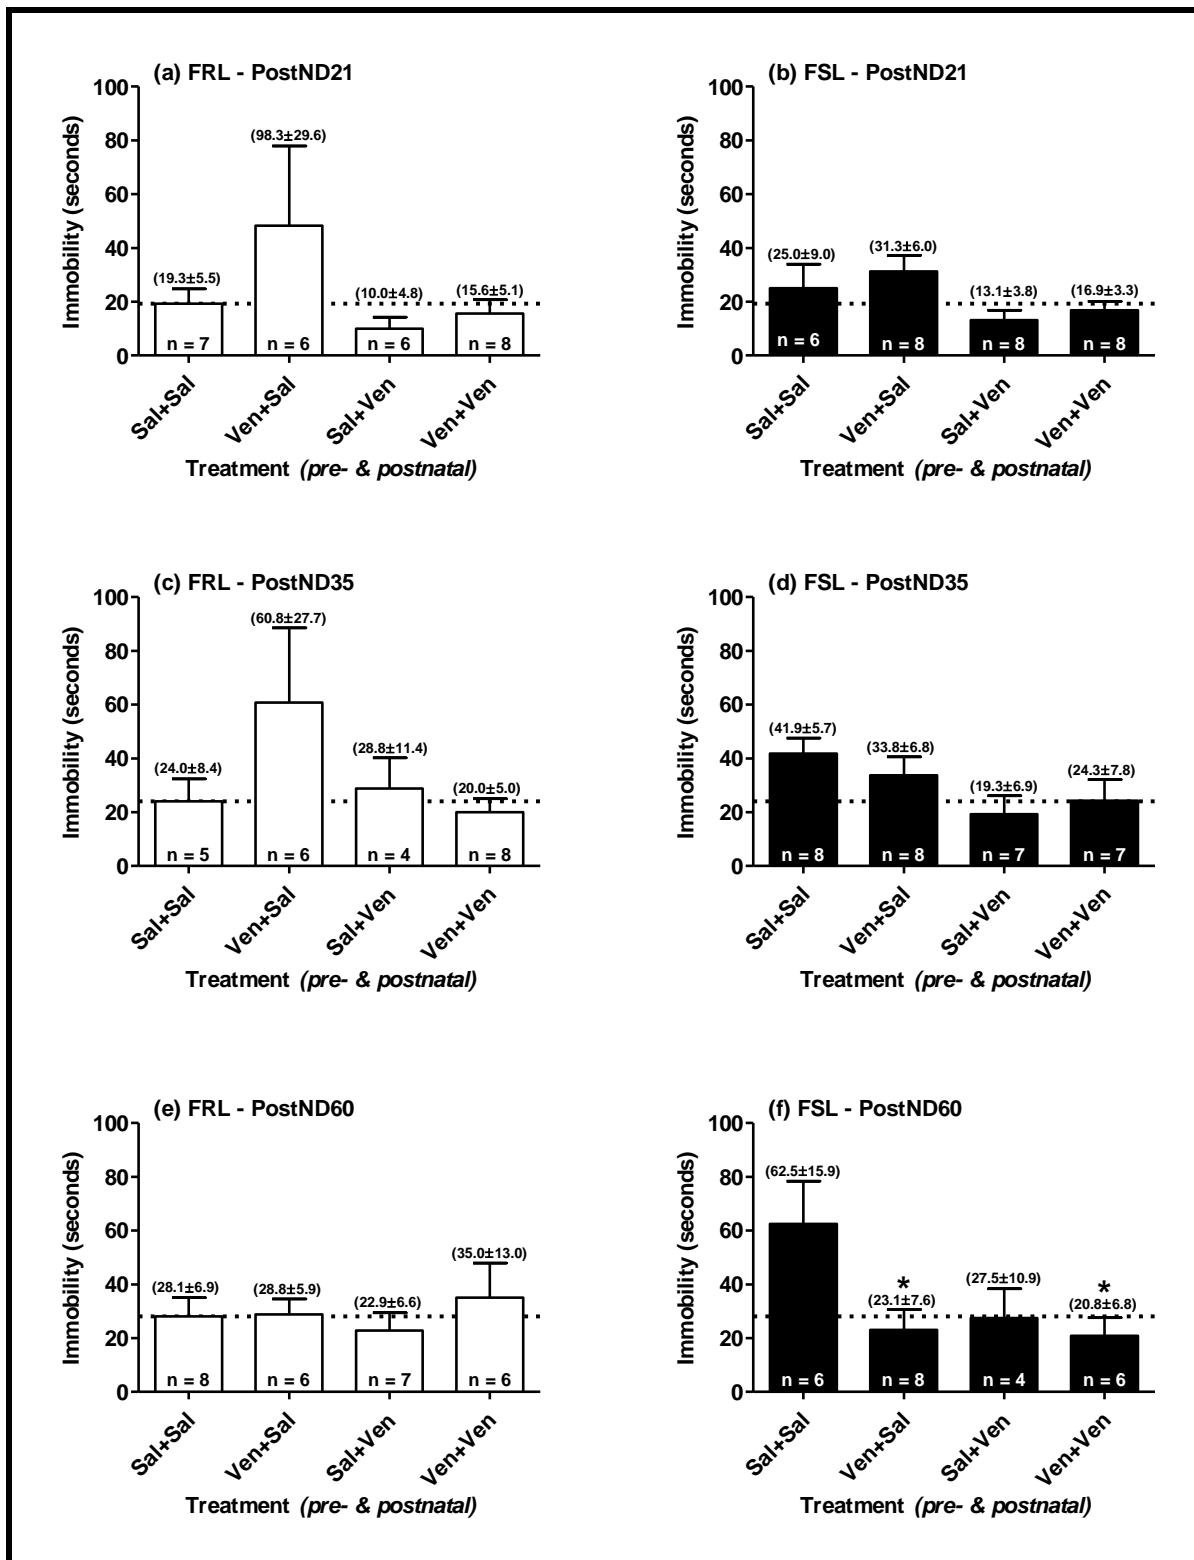 (a) FRL - PostND21
Immobility (seconds)
100
80
60
40
20
0
(19.3±5.5)
(98.3±29.6)
(10.0±4.8)
(15.6±5.1)
n = 7
n = 6
n = 6
n = 8
Sal+Sal
Ven+Sal
Sal+Ven
Ven+Ven
Treatment (pre- & postnatal)
(b) FSL - PostND21
Immobility (seconds)
100
80
60
40
20
0
(25.0±9.0)
(31.3±6.0)
(13.1±3.8)
(16.9±3.3)
n = 6
n = 8
n = 8
n = 8
Sal+Sal
Ven+Sal
Sal+Ven
Ven+Ven
Treatment (pre- & postnatal)
(c) FRL - PostND35
Immobility (seconds)
100
80
60
40
20
0
(24.0±8.4)
(60.8±27.7)
(28.8±11.4)
(20.0±5.0)
n = 5
n = 6
n = 4
n = 8
Sal+Sal
Ven+Sal
Sal+Ven
Ven+Ven
Treatment (pre- & postnatal)
(d) FSL - PostND35
Immobility (seconds)
100
80
60
40
20
0
(41.9±5.7)
(33.8±6.8)
(19.3±6.9)
(24.3±7.8)
n = 8
n = 8
n = 7
n = 7
Sal+Sal
Ven+Sal
Sal+Ven
Ven+Ven
Treatment (pre- & postnatal)
(e) FRL - PostND60
Immobility (seconds)
100
80
60
40
20
0
(28.1±6.9)
(28.8±5.9)
(22.9±6.6)
(35.0±13.0)
n = 8
n = 6
n = 7
n = 6
Sal+Sal
Ven+Sal
Sal+Ven
Ven+Ven
Treatment (pre- & postnatal)
(f) FSL - PostND60
Immobility (seconds)
100
80
60
40
20
0
(62.5±15.9)
*
(23.1±7.6)
(27.5±10.9)
*
(20.8±6.8)
n = 6
n = 8
n = 4
n = 6
Sal+Sal
Ven+Sal
Sal+Ven
Ven+Ven
Treatment (pre- & postnatal)